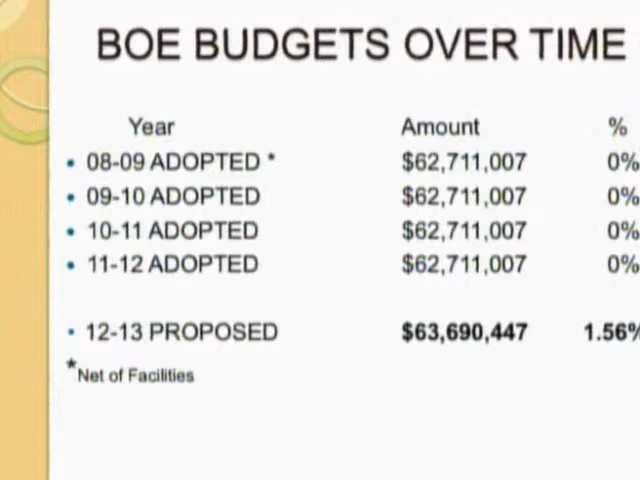 BOE BUDGETS OVER TIME
Year Amount %
• 08-09 ADOPTED * $62,711,007 0%
• 09-10 ADOPTED $62,711,007 0%
• 10-11 ADOPTED $62,711,007 0%
• 11-12 ADOPTED $62,711,007 0%
• 12-13 PROPOSED $63,690,447 1.56%
*Net of Facilities